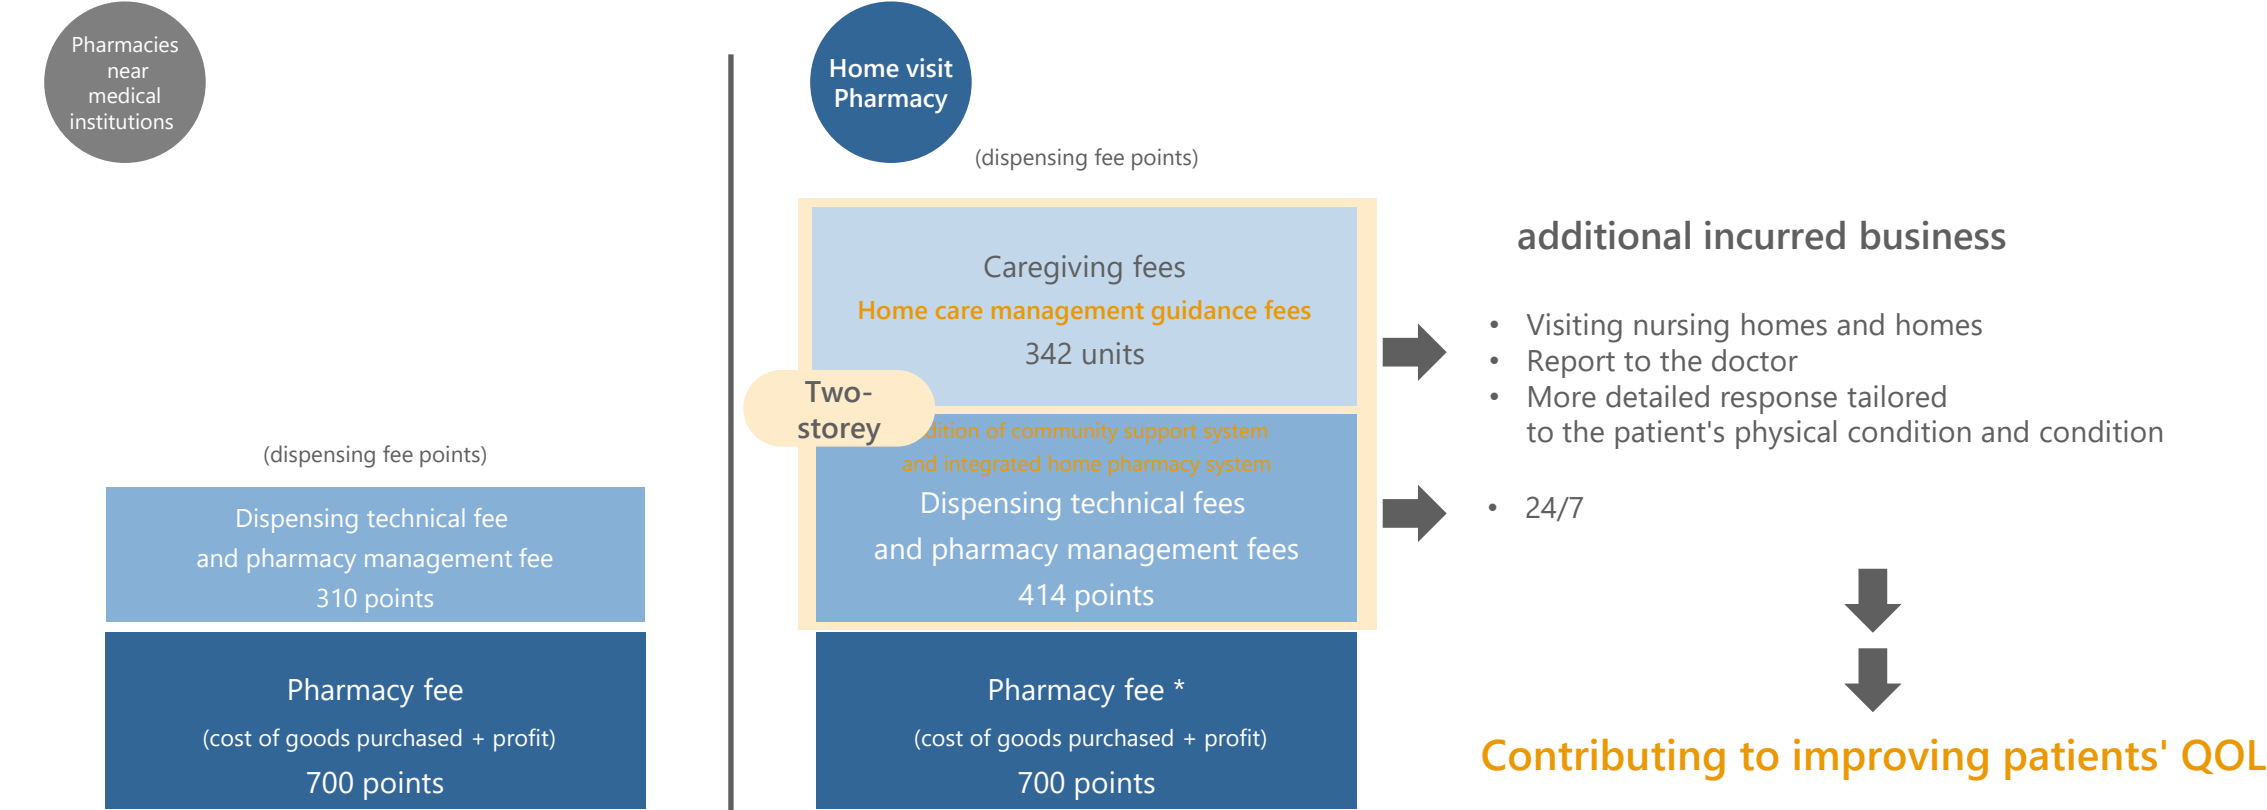 Pharmacies
near
medical
institutions
(dispensing fee points)
Dispensing technical fee
and pharmacy management fee
310 points
Pharmacy fee
(cost of goods purchased + profit)
700 points
Home visit
Pharmacy
(dispensing fee points)
Caregiving fees
Home care management guidance fees
342 units
Two-
storey
dition of community support system
and integrated home pharmacy system
Dispensing technical fees
and pharmacy management fees
414 points
Pharmacy fee *
(cost of goods purchased + profit)
700 points
additional incurred business
• Visiting nursing homes and homes
• Report to the doctor
• More detailed response tailored
to the patient's physical condition and condition
• 24/7
Contributing to improving patients' QOL